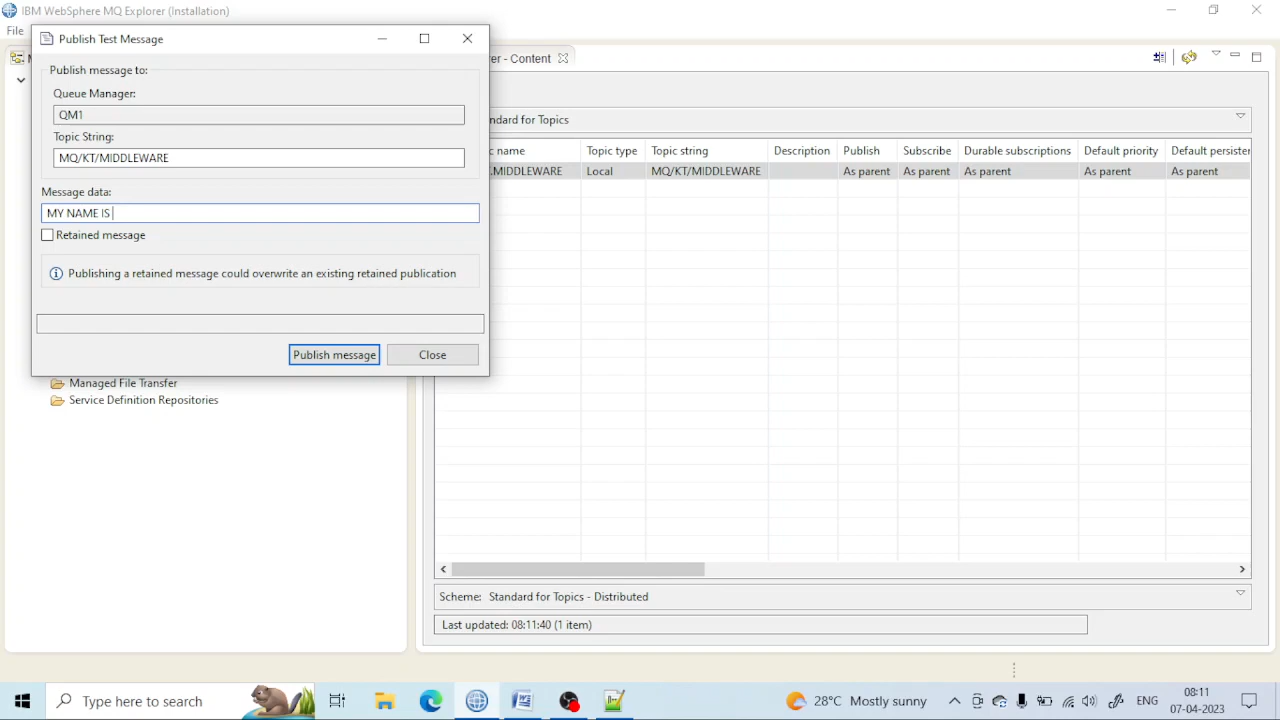 IBM WebSphere MQ Explorer (Installation)
File
Publish Test Message
er - Content
Publish message to:
Queue Manager:
QM1
Topic String:
MQ/KT/MIDDLEWARE
Message data:
MY NAME IS
Retained message
Publishing a retained message could overwrite an existing retained publication
Publish message
Close
ndard for Topics
c name Topic type Topic string Description Publish Subscribe Durable subscriptions Default priority Default persister
.MIDDLEWARE Local MQ/KT/MIDDLEWARE As parent As parent As parent As parent As parent
Managed File Transfer
Service Definition Repositories
Scheme: Standard for Topics - Distributed
Last updated: 08:11:40 (1 item)
Type here to search
28°C Mostly sunny
ENG
08:11
07-04-2023